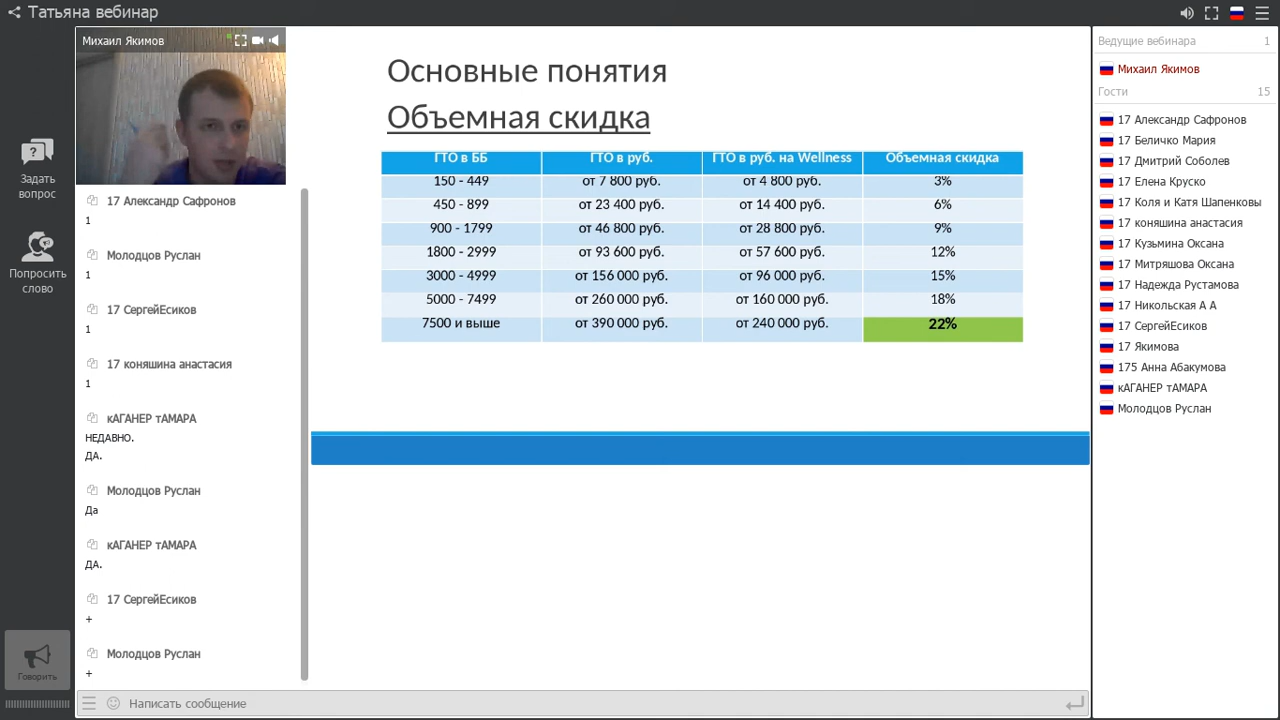 Татьяна вебинар
Михаил Якимов
Задать
вопрос
Попросить
слово
Говорить
17 Александр Сафронов
1
Молодцов Руслан
1
17 СергейЕсиков
1
17 коняшина анастасия
1
кАГАНЕР тАМАРА
НЕДАВНО.
ДА.
Молодцов Руслан
Да
кАГАНЕР тАМАРА
ДА.
17 СергейЕсиков
+
Молодцов Руслан
+
Написать сообщение
Основные понятия
Объемная скидка
ГТО в ББ ГТО в руб. ГТО в руб. на Wellness Объемная скидка
150 - 449 от 7 800 руб. от 4 800 руб. 3%
450 - 899 от 23 400 руб. от 14 400 руб. 6%
900 - 1799 от 46 800 руб. от 28 800 руб. 9%
1800 - 2999 от 93 600 руб. от 57 600 руб. 12%
3000 - 4999 от 156 000 руб. от 96 000 руб. 15%
5000 - 7499 от 260 000 руб. от 160 000 руб. 18%
7500 и выше от 390 000 руб. от 240 000 руб. 22%
Ведущие вебинара 1
Михаил Якимов
Гости 15
17 Александр Сафронов
17 Беличко Мария
17 Дмитрий Соболев
17 Елена Круско
17 Коля и Катя Шапенковы
17 коняшина анастасия
17 Кузьмина Оксана
17 Митряшова Оксана
17 Надежда Рустамова
17 Никольская А А
17 СергейЕсиков
17 Якимова
175 Анна Абакумова
кАГАНЕР тАМАРА
Молодцов Руслан